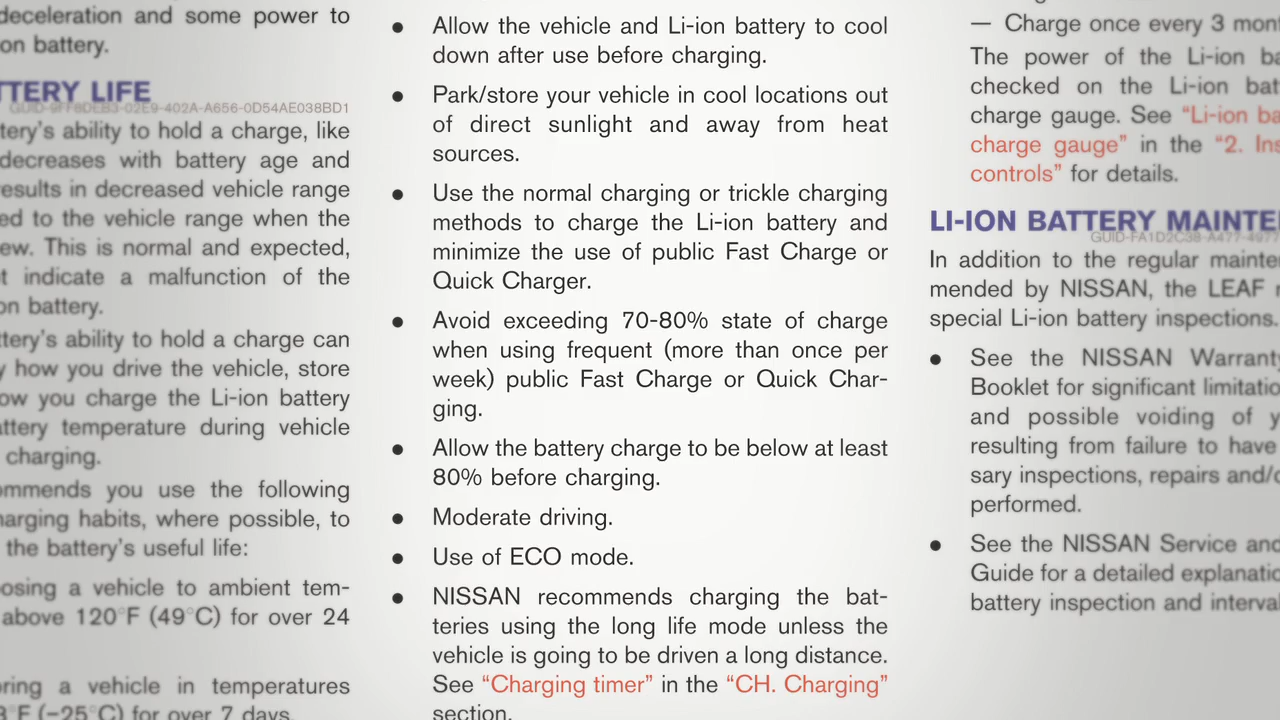 deceleration and some power to
on battery.
TTERY LIFE
GUID-9FF8DEB3-02E9-402A-A656-0D54AE038BD1
tery's ability to hold a charge, like
decreases with battery age and
results in decreased vehicle range
ed to the vehicle range when the
ew. This is normal and expected,
t indicate a malfunction of the
on battery.
ttery's ability to hold a charge can
y how you drive the vehicle, store
ow you charge the Li-ion battery
attery temperature during vehicle
charging.
ommends you use the following
harging habits, where possible, to
the battery's useful life:
osing a vehicle to ambient tem-
above 120°F (49°C) for over 24
oring a vehicle in temperatures
3°F (−25°C) for over 7 days.
● Allow the vehicle and Li-ion battery to cool
down after use before charging.
● Park/store your vehicle in cool locations out
of direct sunlight and away from heat
sources.
● Use the normal charging or trickle charging
methods to charge the Li-ion battery and
minimize the use of public Fast Charge or
Quick Charger.
● Avoid exceeding 70-80% state of charge
when using frequent (more than once per
week) public Fast Charge or Quick Char-
ging.
● Allow the battery charge to be below at least
80% before charging.
● Moderate driving.
● Use of ECO mode.
● NISSAN recommends charging the bat-
teries using the long life mode unless the
vehicle is going to be driven a long distance.
See “Charging timer” in the “CH. Charging”
section.
— Charge once every 3 mon
The power of the Li-ion ba
checked on the Li-ion bat
charge gauge. See “Li-ion ba
charge gauge” in the “2. Ins
controls” for details.
LI-ION BATTERY MAINTE
GUID-FA1D2C38-A477-4977
In addition to the regular mainte
mended by NISSAN, the LEAF r
special Li-ion battery inspections.
● See the NISSAN Warranty
Booklet for significant limitatio
and possible voiding of y
resulting from failure to have
sary inspections, repairs and/o
performed.
● See the NISSAN Service and
Guide for a detailed explanatio
battery inspection and interval